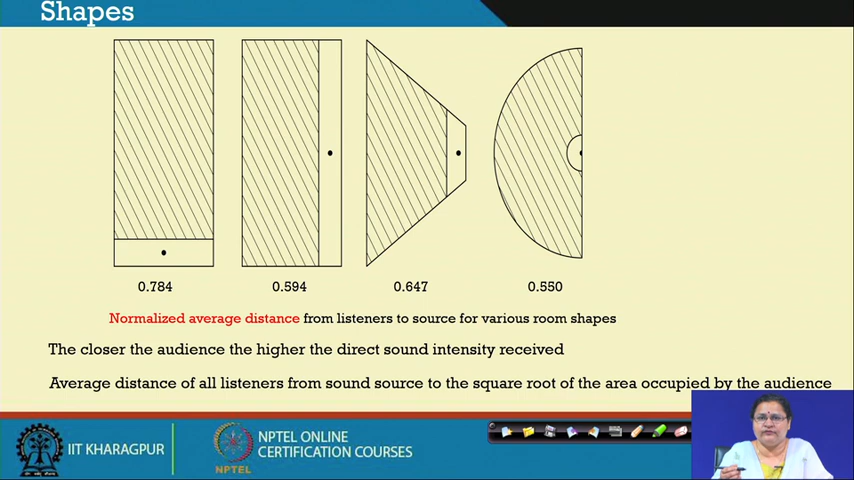 Shapes
0.784
0.594
0.647
0.550
Normalized average distance from listeners to source for various room shapes
The closer the audience the higher the direct sound intensity received
Average distance of all listeners from sound source to the square root of the area occupied by the audience
IIT KHARAGPUR
NPTEL
NPTEL ONLINE
CERTIFICATION COURSES